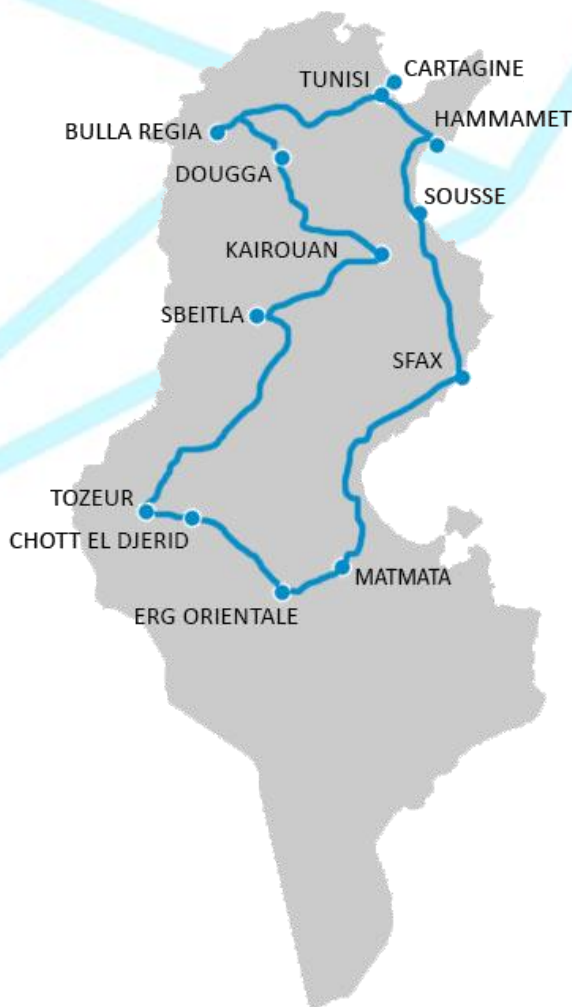 CARTAGINE
TUNISI
HAMMAMET
BULLA REGIA
DOUGGA
SOUSSE
KAIROUAN
SBEITLA
SFAX
TOZEUR
CHOTT EL DJERID
MATMATA
ERG ORIENTALE